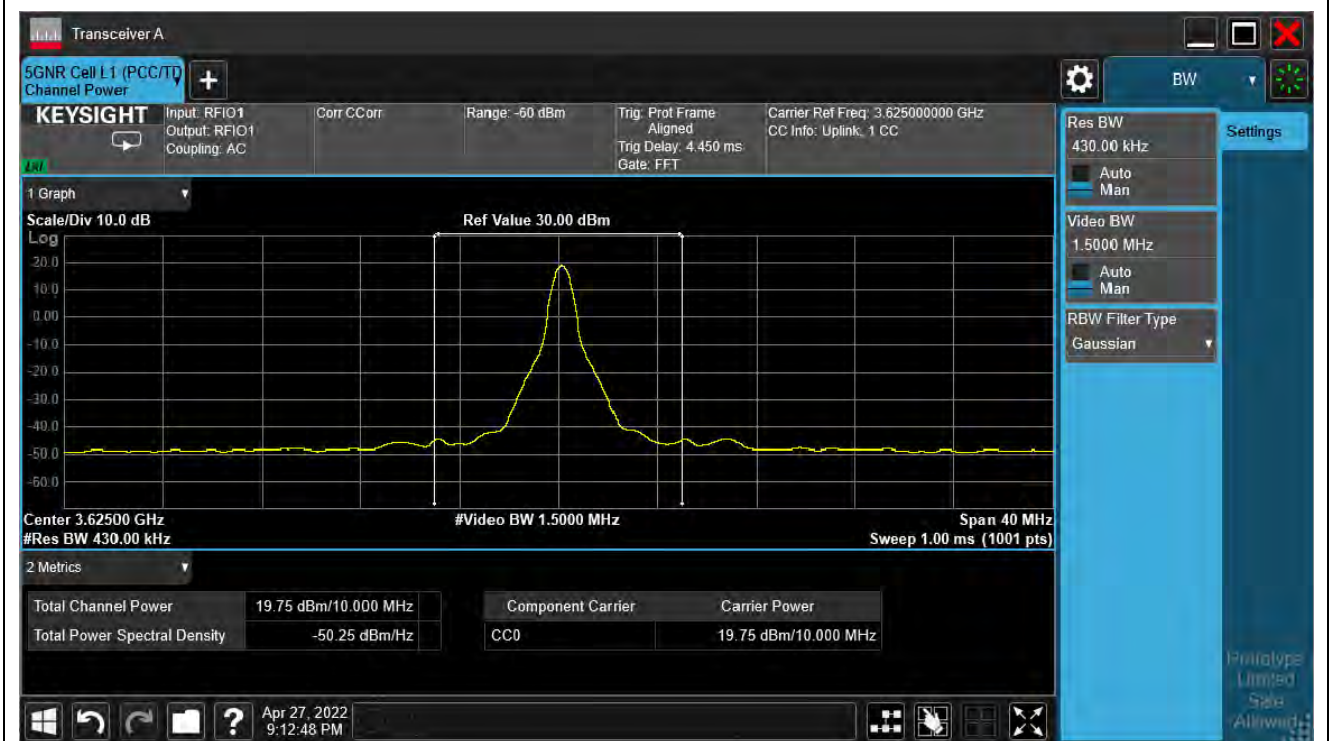 Transceiver A
5GNR Cell L1 (PCC/TD
Channel Power
BW
KEYSIGHT
Input: RFIO1
Output: RFIO1
Coupling: AC
Corr CCorr
Range: -60 dBm
Trig: Prot Frame
Aligned
Trig Delay: 4.450 ms
Gate: FFT
Carrier Ref Freq: 3.625000000 GHz
CC Info: Uplink, 1 CC
LXI
1 Graph
Scale/Div 10.0 dB
Ref Value 30.00 dBm
Log
20.0
10.0
0.00
-10.0
-20.0
-30.0
-40.0
-50.0
-60.0
Center 3.62500 GHz
#Video BW 1.5000 MHz
Span 40 MHz
#Res BW 430.00 kHz
Sweep 1.00 ms (1001 pts)
2 Metrics
Total Channel Power 19.75 dBm/10.000 MHz
Total Power Spectral Density -50.25 dBm/Hz
Component Carrier Carrier Power
CC0 19.75 dBm/10.000 MHz
Res BW
430.00 kHz
Auto
Man
Video BW
1.5000 MHz
Auto
Man
RBW Filter Type
Gaussian
Settings
Prototype
Limited
Sale
Allowed
?
Apr 27, 2022
9:12:48 PM